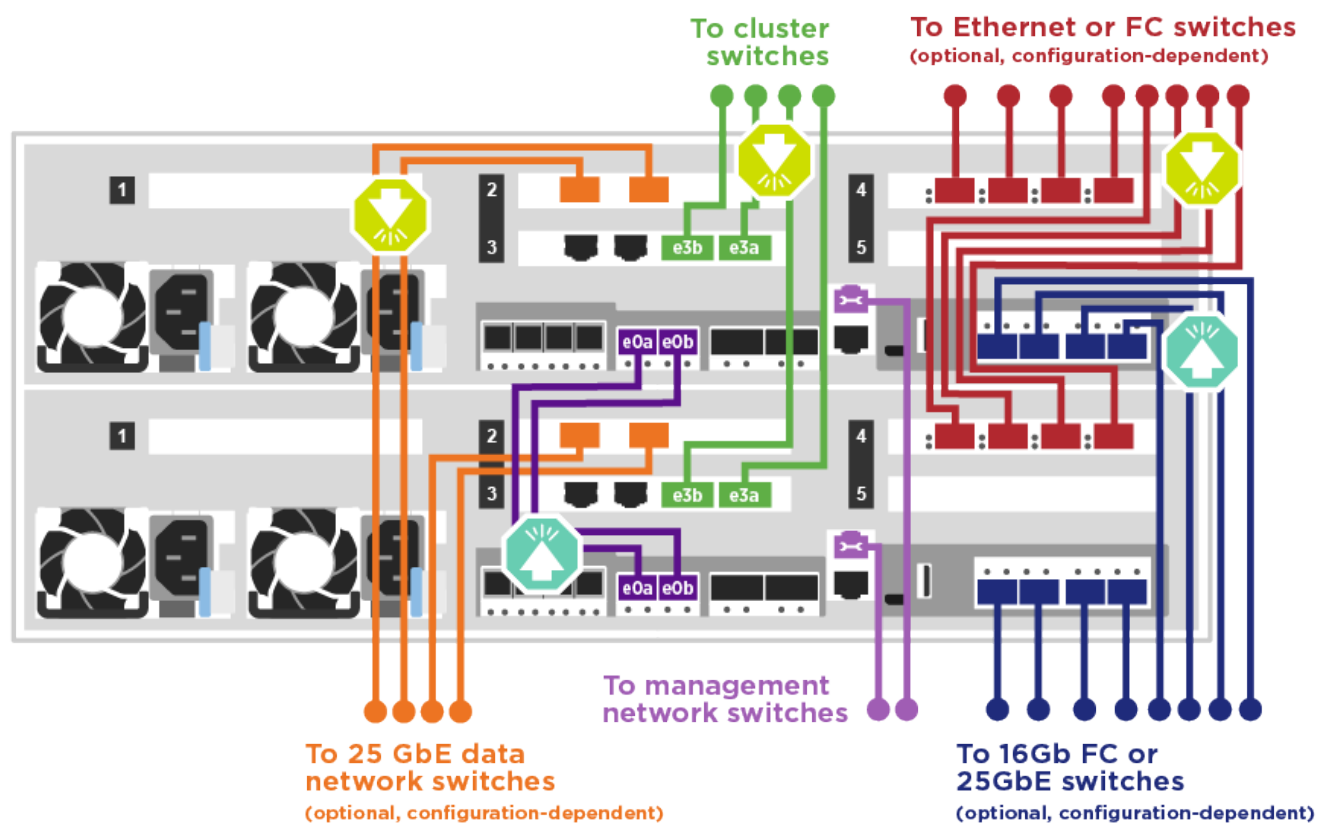 To cluster
switches
To Ethernet or FC switches
(optional, configuration-dependent)
1
2
4
3
e3b
e3a
5
e0a
e0b
1
2
4
3
e3b
e3a
5
e0a
e0b
To management
network switches
To 25 GbE data
network switches
(optional, configuration-dependent)
To 16Gb FC or
25GbE switches
(optional, configuration-dependent)